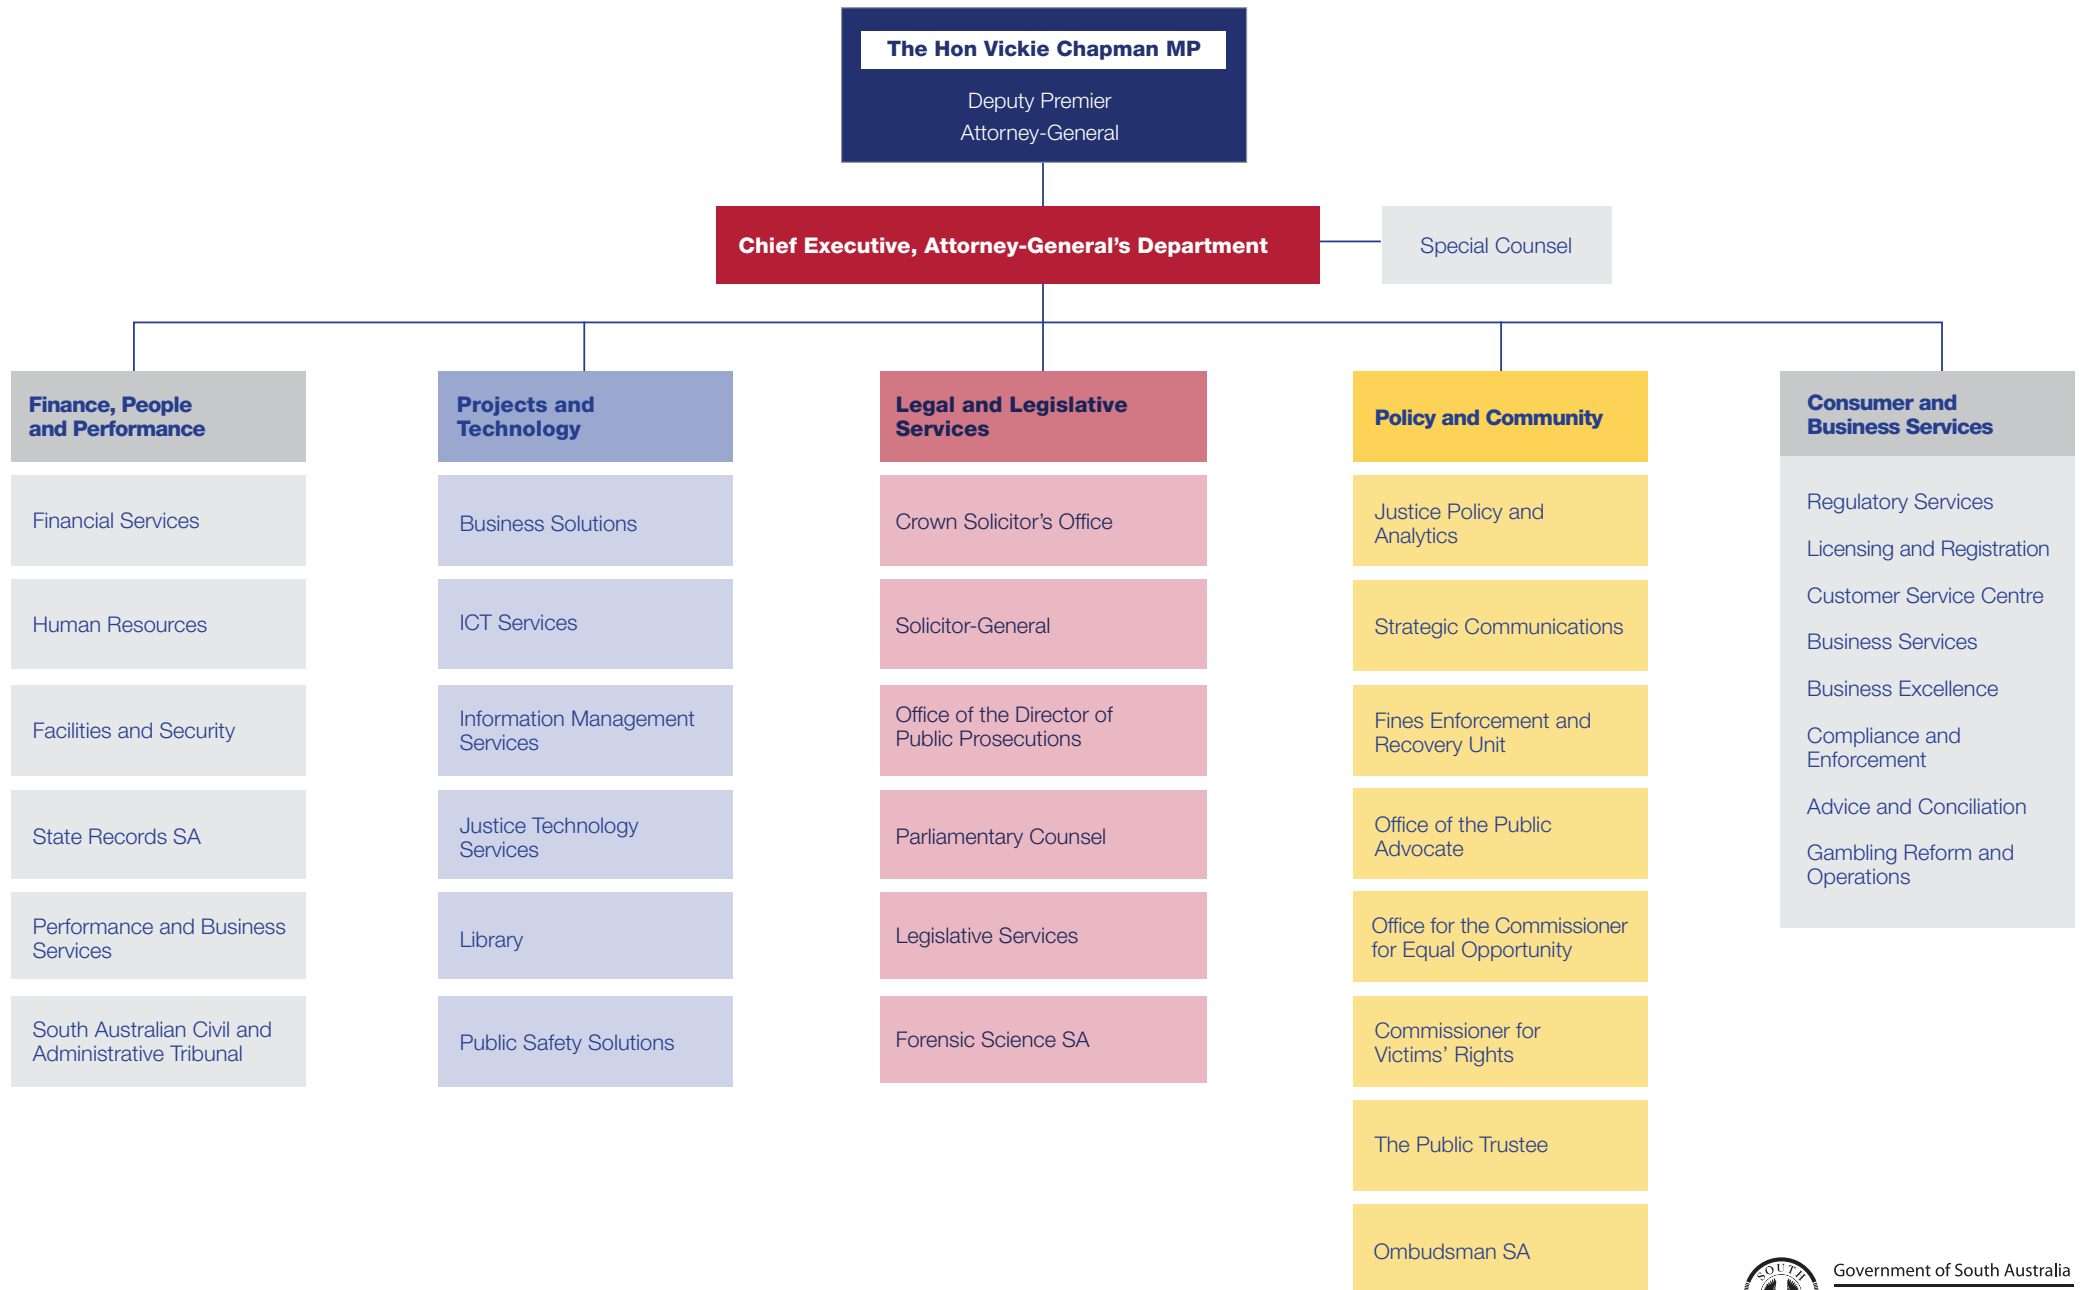 The Hon Vickie Chapman MP
Deputy Premier
Attorney-General
Chief Executive, Attorney-General's Department
Special Counsel
Finance, People
and Performance
Financial Services
Human Resources
Facilities and Security
State Records SA
Performance and Business
Services
South Australian Civil and
Administrative Tribunal
Projects and
Technology
Business Solutions
ICT Services
Information Management
Services
Justice Technology
Services
Library
Public Safety Solutions
Legal and Legislative
Services
Crown Solicitor's Office
Solicitor-General
Office of the Director of
Public Prosecutions
Parliamentary Counsel
Legislative Services
Forensic Science SA
Policy and Community
Justice Policy and
Analytics
Strategic Communications
Fines Enforcement and
Recovery Unit
Office of the Public
Advocate
Office for the Commissioner
for Equal Opportunity
Commissioner for
Victims' Rights
The Public Trustee
Ombudsman SA
Consumer and
Business Services
Regulatory Services
Licensing and Registration
Customer Service Centre
Business Services
Business Excellence
Compliance and
Enforcement
Advice and Conciliation
Gambling Reform and
Operations
SOUTH
Government of South Australia